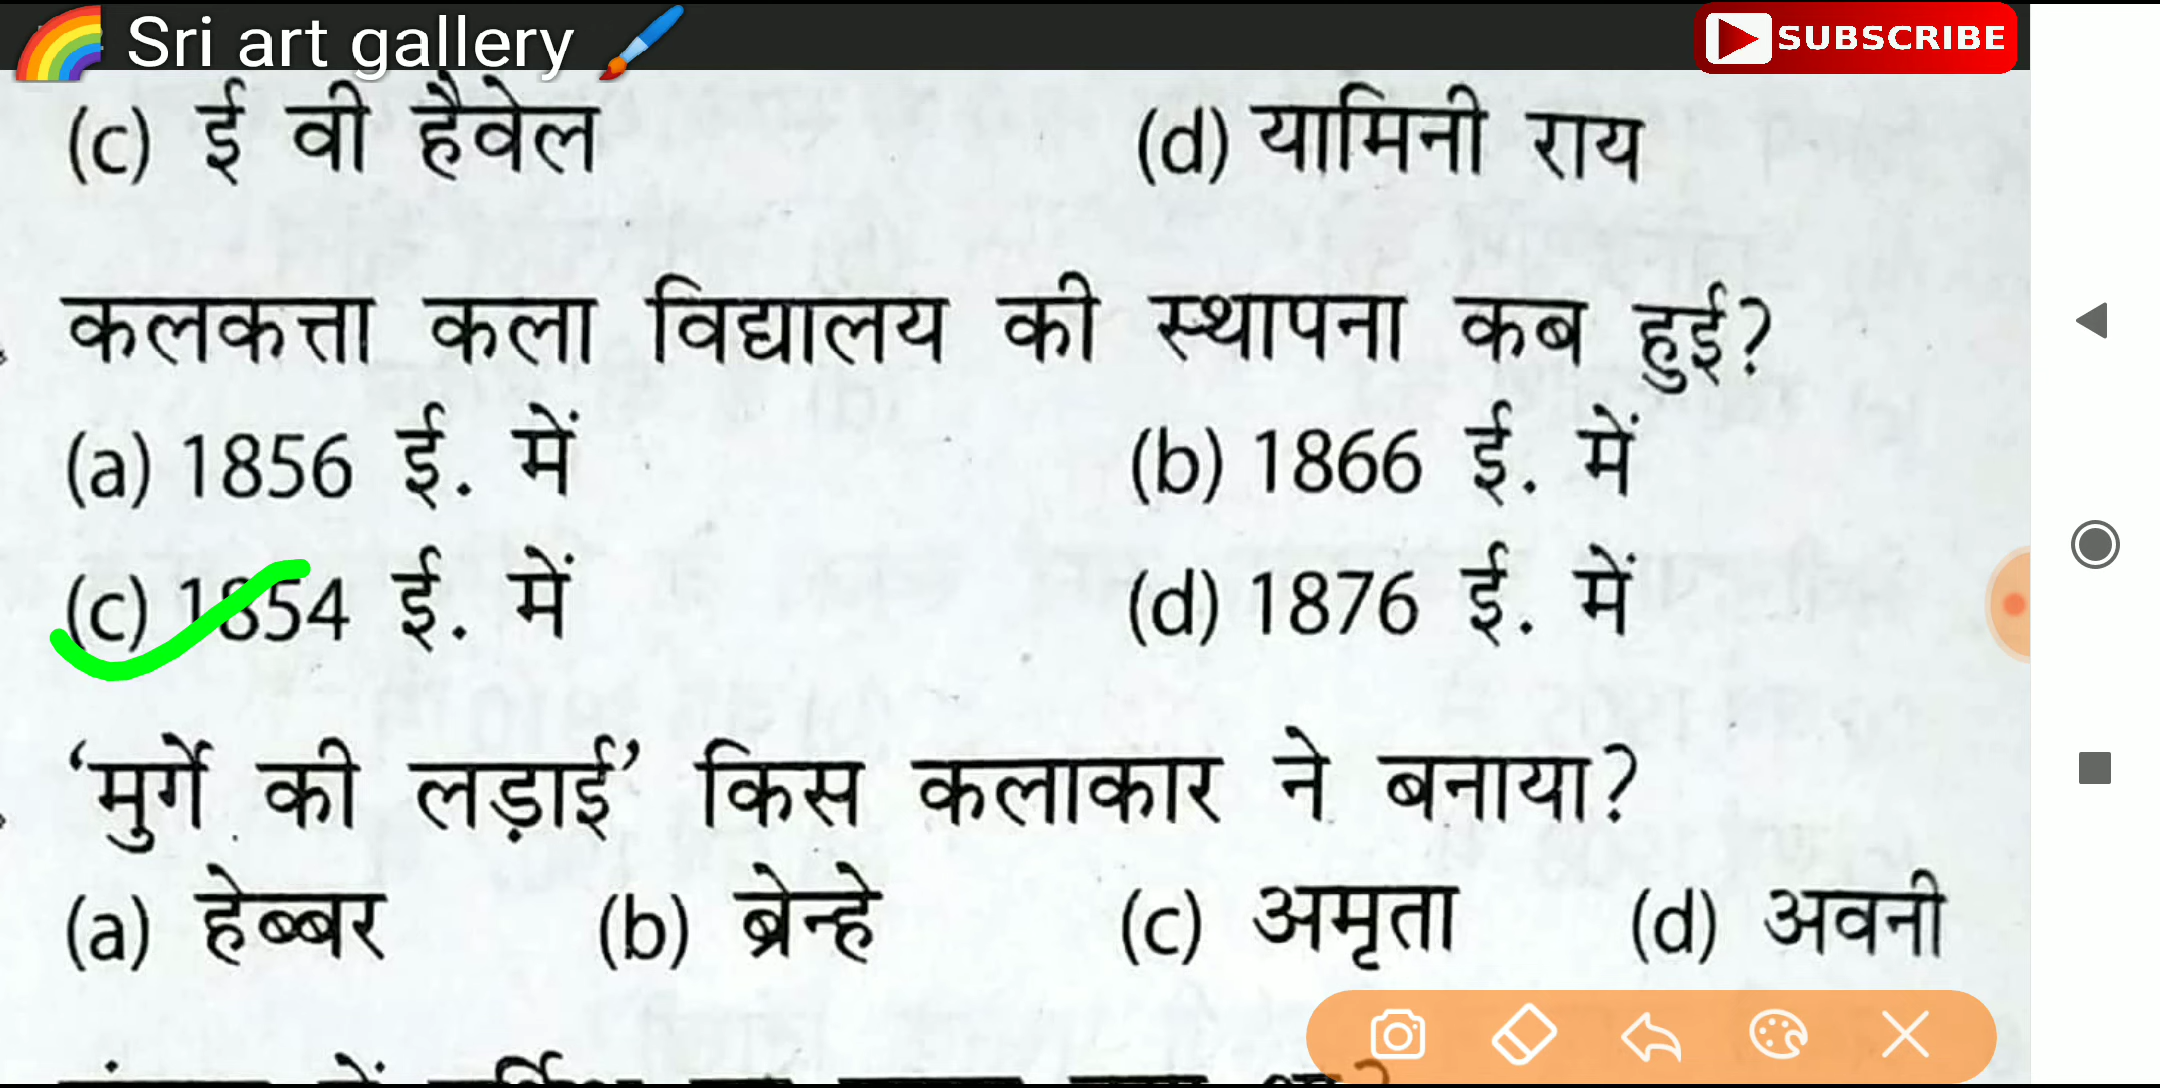 Sri art gallery
SUBSCRIBE
(c) ई वी हैवेल (d) यामिनी राय
कलकत्ता कला विद्यालय की स्थापना कब हुई?
(a) 1856 ई. में (b) 1866 ई. में
(c) 1854 ई. में (d) 1876 ई. में
‘मुर्गे की लड़ाई’ किस कलाकार ने बनाया?
(a) हेब्बर (b) ब्रेन्हे (c) अमृता (d) अवनी